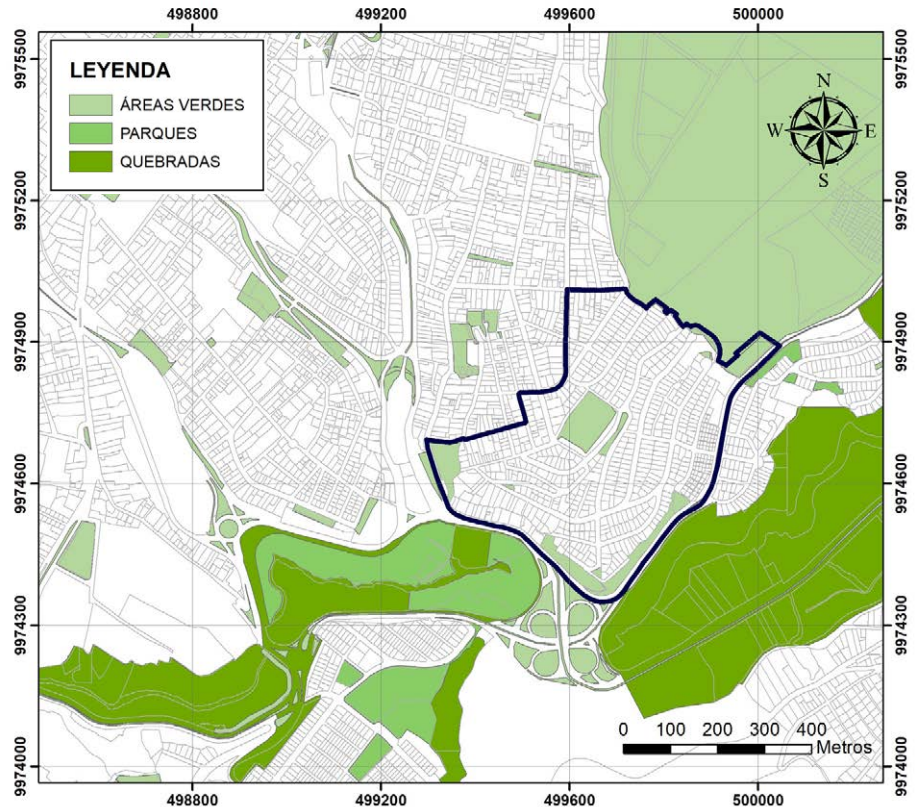 498800 499200 499600 500000
9975500
9975200
9974900
9974600
9974300
9974000
LEYENDA
ÁREAS VERDES
PARQUES
QUEBRADAS
N
W E
S
9975500
9975200
9974900
9974600
9974300
9974000
0 100 200 300 400
Metros
498800 499200 499600 500000